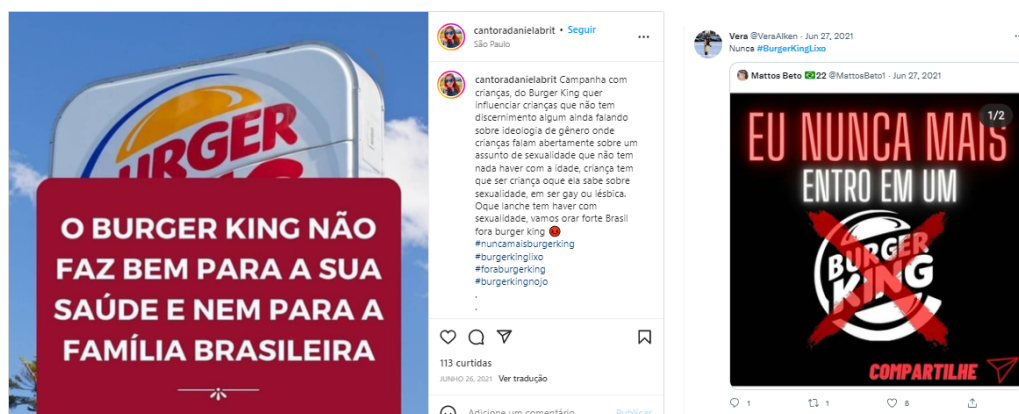 URGER
O BURGER KING NÃO
FAZ BEM PARA A SUA
SAÚDE E NEM PARA A
FAMÍLIA BRASILEIRA
cantoradanielabrit • Seguir
São Paulo
cantoradanielabrit Campanha com
crianças, do Burger King quer
influenciar crianças que não tem
discernimento algum ainda falando
sobre ideologia de gênero onde
crianças falam abertamente sobre um
assunto de sexualidade que não tem
nada haver com a idade, criança tem
que ser criança oque ela sabe sobre
sexualidade, em ser gay ou lésbica.
Oque lanche tem haver com
sexualidade, vamos orar forte Brasil
fora burger king 😡
#nuncamaisburgerking
#burgerkinglixo
#foraburgerking
#burgerkingnojo
.
.
113 curtidas
JUNHO 26, 2021 Ver tradução
Adicione um comentário Publicar
Vera @VeraAlken · Jun 27, 2021
Nunca #BurgerKingLixo
Mattos Beto 🇧🇷22 @MattosBeto1 · Jun 27, 2021
1/2
EU NUNCA MAIS
ENTRO EM UM
BURGER
KING
COMPARTILHE
1 1 8